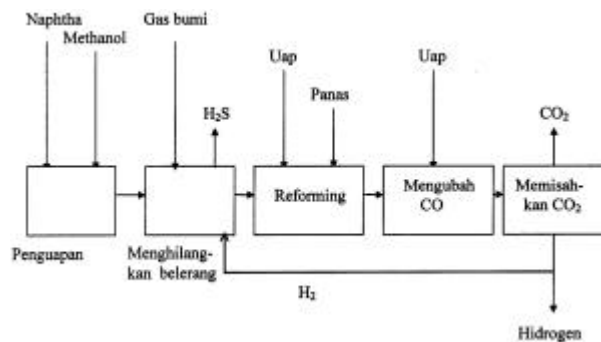 Naphtha
Methanol
Gas bumi
Uap
Panas
Uap
H₂S
CO₂
Reforming
Mengubah
CO
Memisah-
kan CO₂
Penguapan
Menghilang-
kan belerang
H₂
Hidrogen